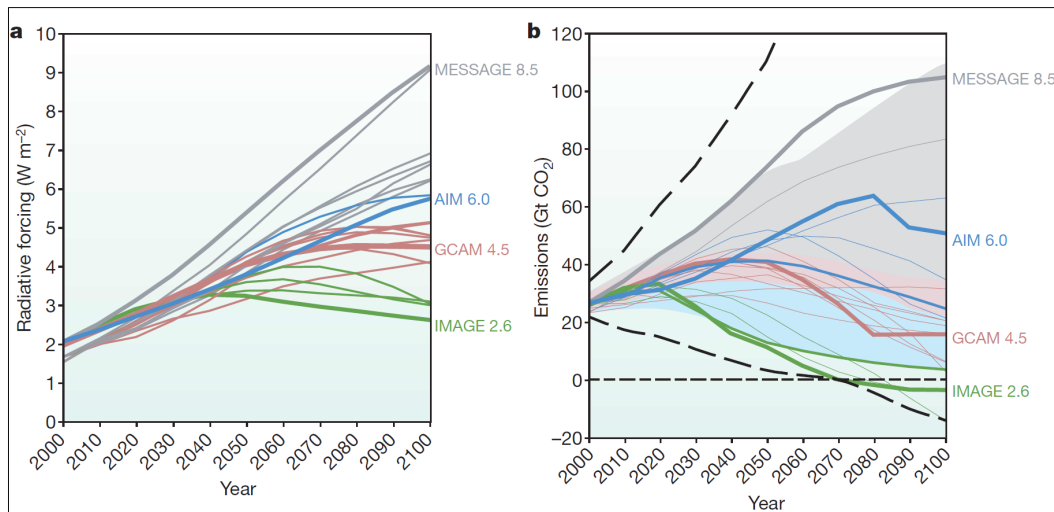 a
Radiative forcing (W m–2)
10
9
8
7
6
5
4
3
2
1
0
MESSAGE 8.5
AIM 6.0
GCAM 4.5
IMAGE 2.6
2000
2010
2020
2030
2040
2050
2060
2070
2080
2090
2100
Year
b
Emissions (Gt CO2)
120
100
80
60
40
20
0
–20
MESSAGE 8.5
AIM 6.0
GCAM 4.5
IMAGE 2.6
2000
2010
2020
2030
2040
2050
2060
2070
2080
2090
2100
Year